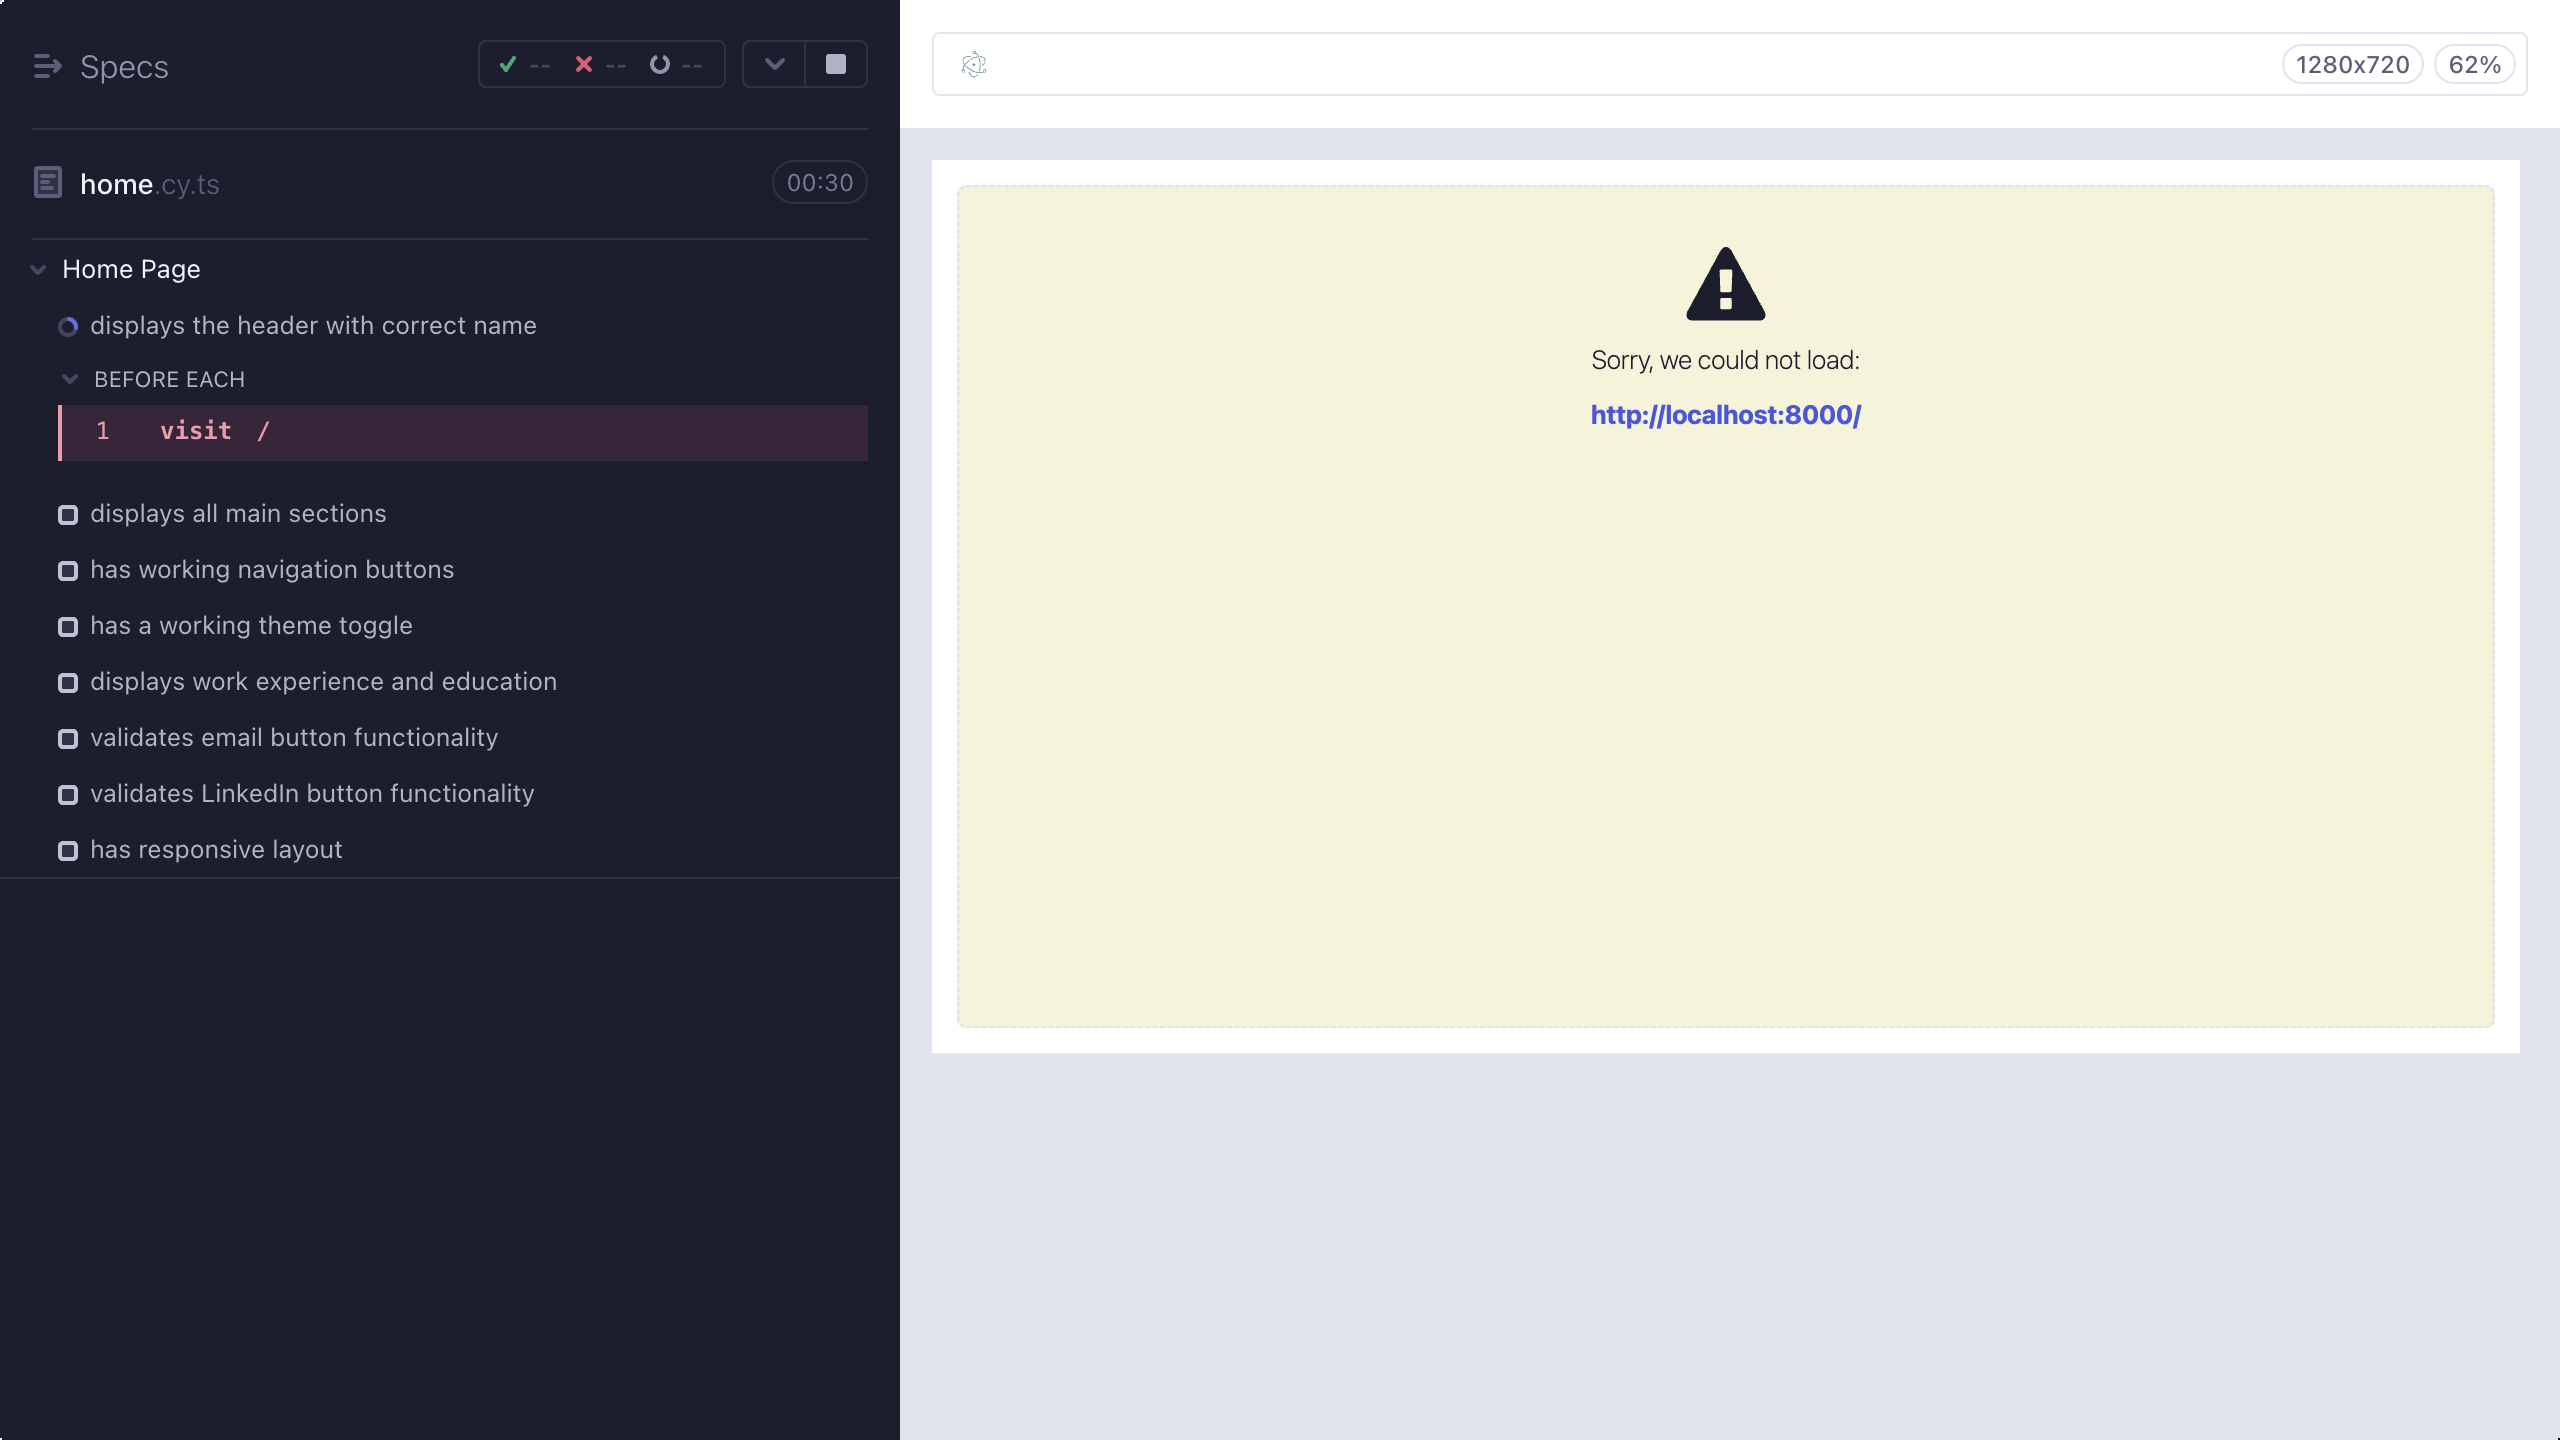 Specs
-- -- --
home.cy.ts
00:30
Home Page
displays the header with correct name
BEFORE EACH
1 visit /
displays all main sections
has working navigation buttons
has a working theme toggle
displays work experience and education
validates email button functionality
validates LinkedIn button functionality
has responsive layout
1280x720 62%
Sorry, we could not load:
http://localhost:8000/